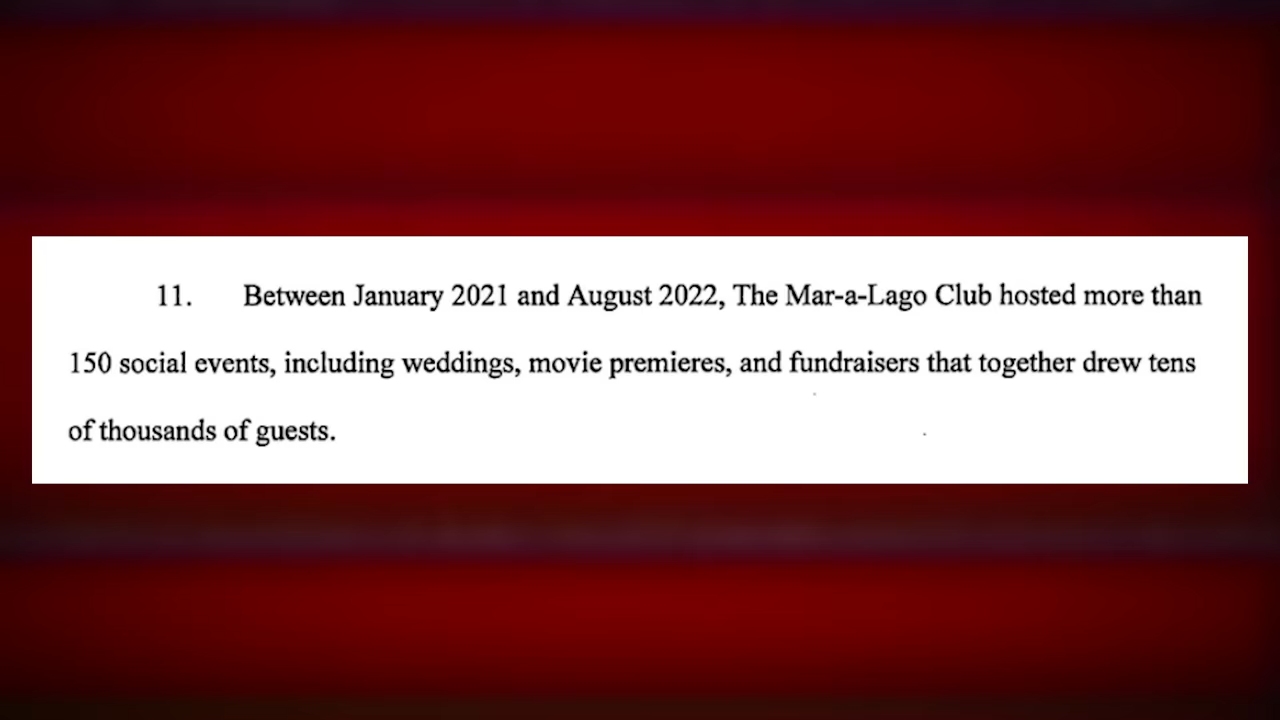 11. Between January 2021 and August 2022, The Mar-a-Lago Club hosted more than
150 social events, including weddings, movie premieres, and fundraisers that together drew tens
of thousands of guests.